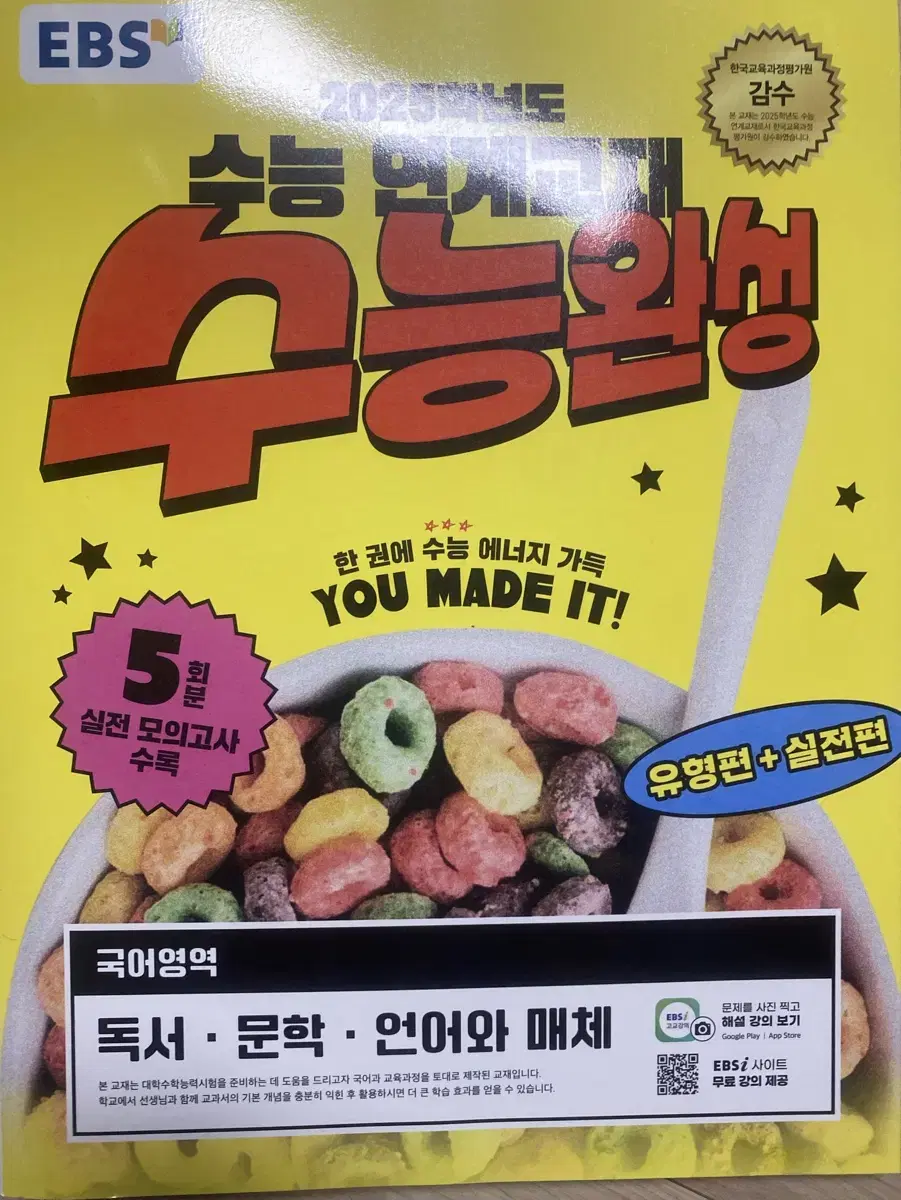 EBS
한국교육과정평가원
감수
본 교재는 2025학년도 수능
연계교재로서 한국교육과정
평가원이 감수하였습니다.
2025학년도
수능 연계교재
수능완성
한 권에 수능 에너지 가득
YOU MADE IT!
5회분
실전 모의고사
수록
유형편 + 실전편
국어영역
독서 · 문학 · 언어와 매체
본 교재는 대학수학능력시험을 준비하는 데 도움을 드리고자 국어과 교육과정을 토대로 제작된 교재입니다.
학교에서 선생님과 함께 교과서의 기본 개념을 충분히 익힌 후 활용하시면 더 큰 학습 효과를 얻을 수 있습니다.
EBSi
고교강의
문제를 사진 찍고
해설 강의 보기
Google Play | App Store
EBSi 사이트
무료 강의 제공